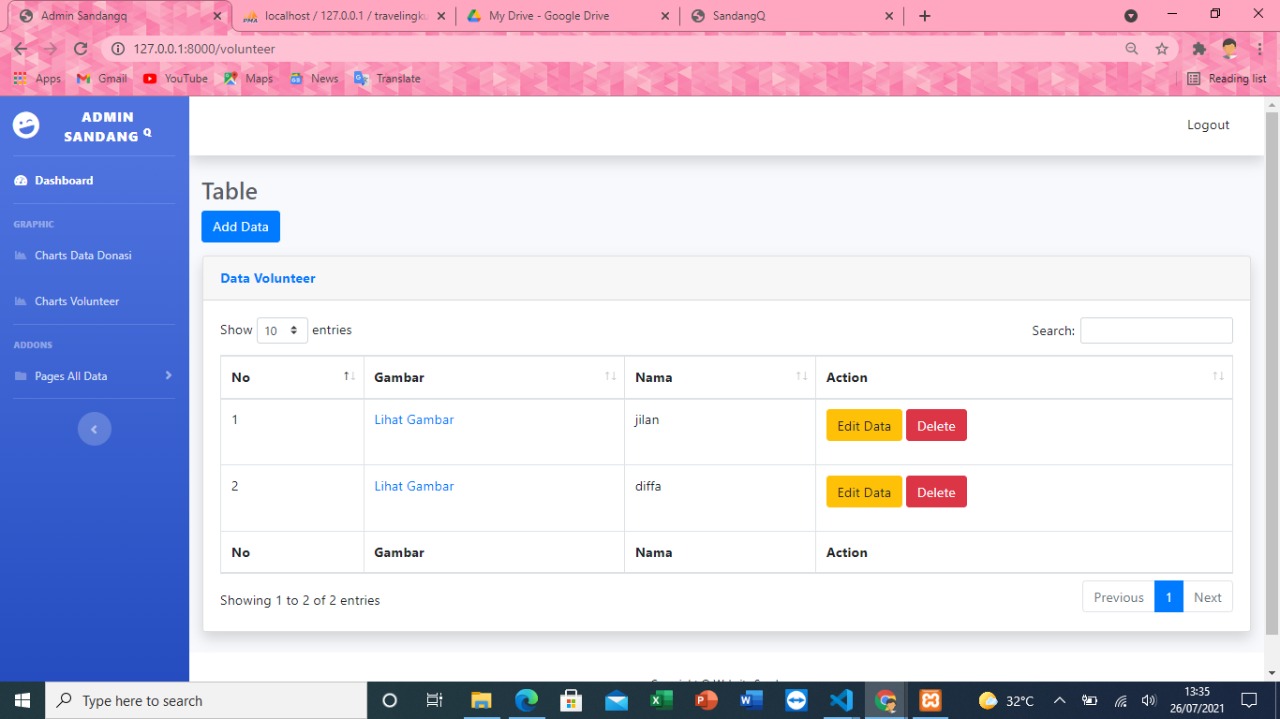 Admin Sandangq
localhost / 127.0.0.1 / travelingku
My Drive - Google Drive
SandangQ
127.0.0.1:8000/volunteer
Apps Gmail YouTube Maps News Translate Reading list
ADMIN
SANDANG Q
Logout
Dashboard
GRAPHIC
Charts Data Donasi
Charts Volunteer
ADDONS
Pages All Data
Table
Add Data
Data Volunteer
Show 10 entries Search:
No Gambar Nama Action
1 Lihat Gambar jilan Edit Data Delete
2 Lihat Gambar diffa Edit Data Delete
No Gambar Nama Action
Showing 1 to 2 of 2 entries Previous 1 Next
Type here to search
32°C
13:35
26/07/2021